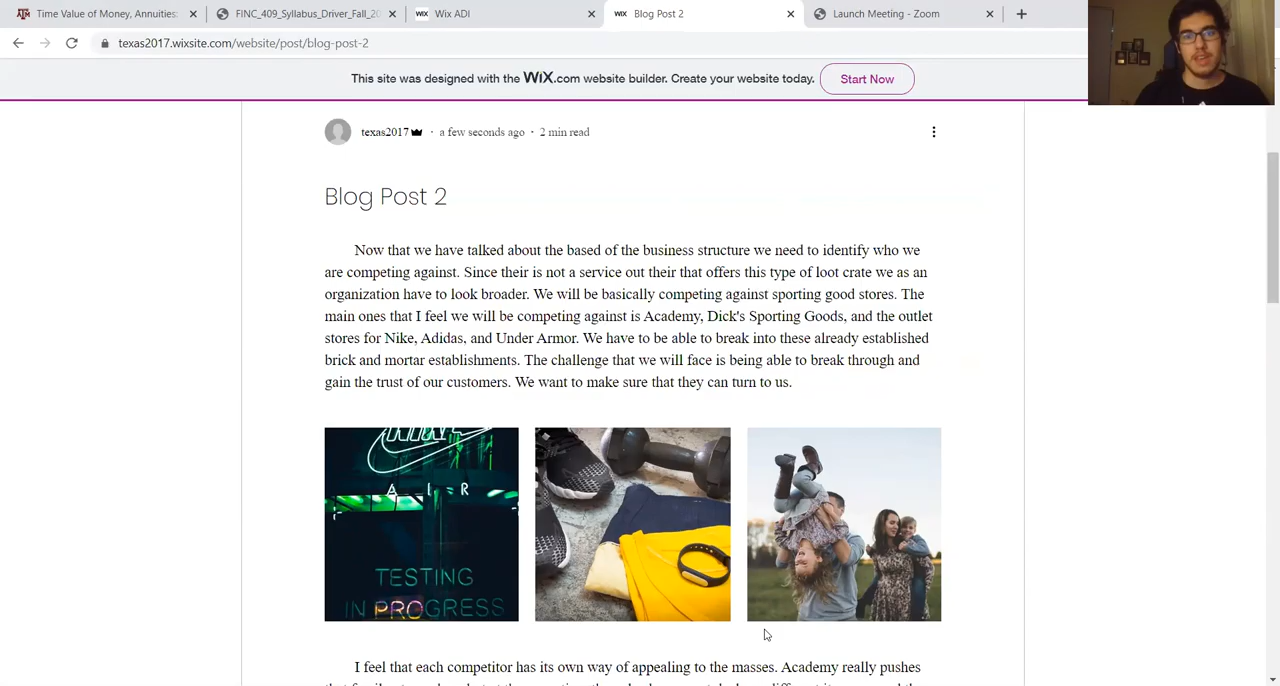 Time Value of Money, Annuities:
FINC_409_Syllabus_Driver_Fall_20
WIX Wix ADI
WIX Blog Post 2
Launch Meeting - Zoom
texas2017.wixsite.com/website/post/blog-post-2
This site was designed with the WiX.com website builder. Create your website today. Start Now
texas2017 · a few seconds ago · 2 min read
Blog Post 2
Now that we have talked about the based of the business structure we need to identify who we
are competing against. Since their is not a service out their that offers this type of loot crate we as an
organization have to look broader. We will be basically competing against sporting good stores. The
main ones that I feel we will be competing against is Academy, Dick's Sporting Goods, and the outlet
stores for Nike, Adidas, and Under Armor. We have to be able to break into these already established
brick and mortar establishments. The challenge that we will face is being able to break through and
gain the trust of our customers. We want to make sure that they can turn to us.
AIR
TESTING
IN PROGRESS
I feel that each competitor has its own way of appealing to the masses. Academy really pushes